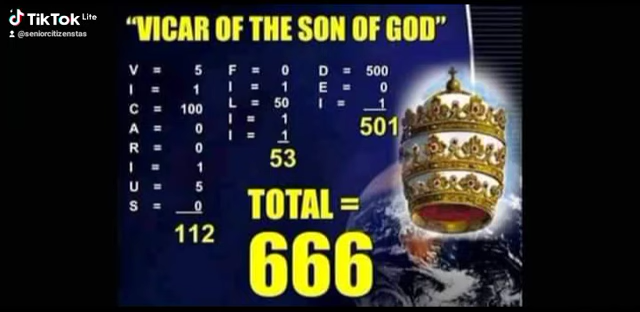 TikTok Lite
@seniorcitizenstas
"VICAR OF THE SON OF GOD"
V = 5
I = 1
C = 100
A = 0
R = 0
I = 1
U = 5
S = 0
112
F = 0
I = 1
L = 50
I = 1
I = 1
53
D = 500
E = 0
I = 1
501
TOTAL =
666